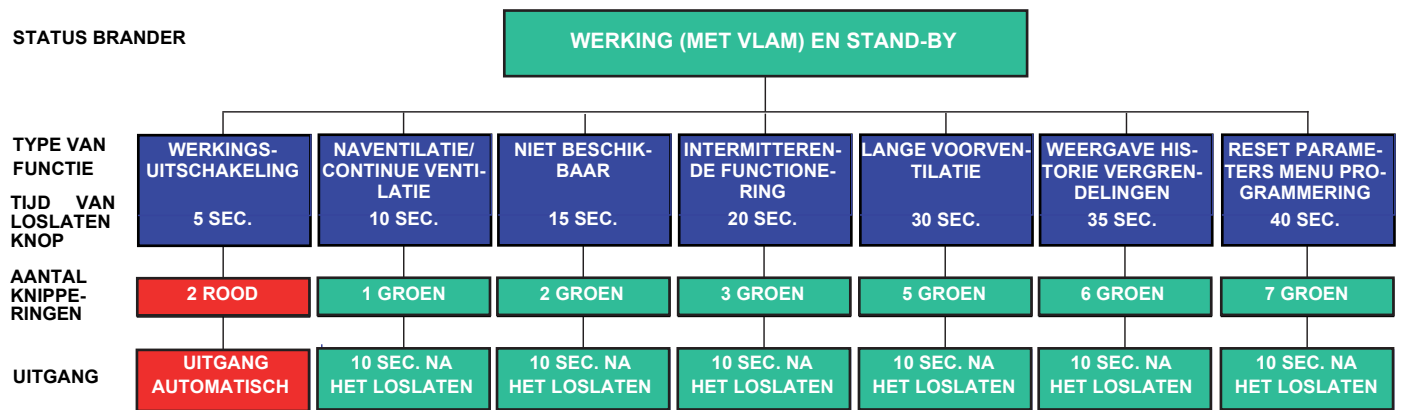 STATUS BRANDER
WERKING (MET VLAM) EN STAND-BY
TYPE VAN
FUNCTIE
WERKINGS-
UITSCHAKELING
NAVENTILATIE/
CONTINUE VENTI-
LATIE
NIET BESCHIK-
BAAR
INTERMITTEREN-
DE FUNCTIONE-
RING
LANGE VOORVEN-
TILATIE
WEERGAVE HIS-
TORIE VERGREN-
DELINGEN
RESET PARAME-
TERS MENU PRO-
GRAMMERING
TIJD VAN
LOSLATEN
KNOP
5 SEC.
10 SEC.
15 SEC.
20 SEC.
30 SEC.
35 SEC.
40 SEC.
AANTAL
KNIPPE-
RINGEN
2 ROOD
1 GROEN
2 GROEN
3 GROEN
5 GROEN
6 GROEN
7 GROEN
UITGANG
UITGANG
AUTOMATISCH
10 SEC. NA
HET LOSLATEN
10 SEC. NA
HET LOSLATEN
10 SEC. NA
HET LOSLATEN
10 SEC. NA
HET LOSLATEN
10 SEC. NA
HET LOSLATEN
10 SEC. NA
HET LOSLATEN